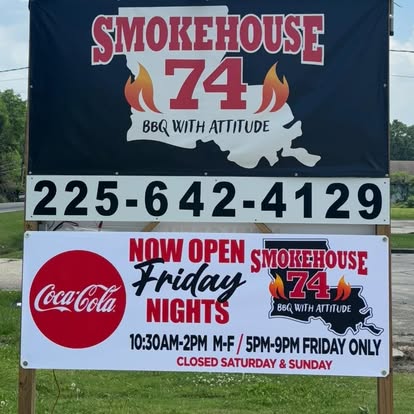 SMOKEHOUSE
74
BBQ WITH ATTITUDE
225-642-4129
Coca-Cola
NOW OPEN
Friday
NIGHTS
SMOKEHOUSE
74
BBQ WITH ATTITUDE
10:30AM-2PM M-F / 5PM-9PM FRIDAY ONLY
CLOSED SATURDAY & SUNDAY